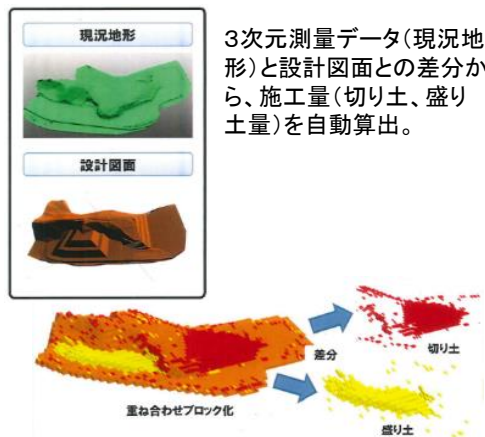 現況地形
3次元測量データ(現況地
形)と設計図面との差分か
ら、施工量(切り土、盛り
土量)を自動算出。
設計図面
差分
切り土
重ね合わせブロック化
盛り土